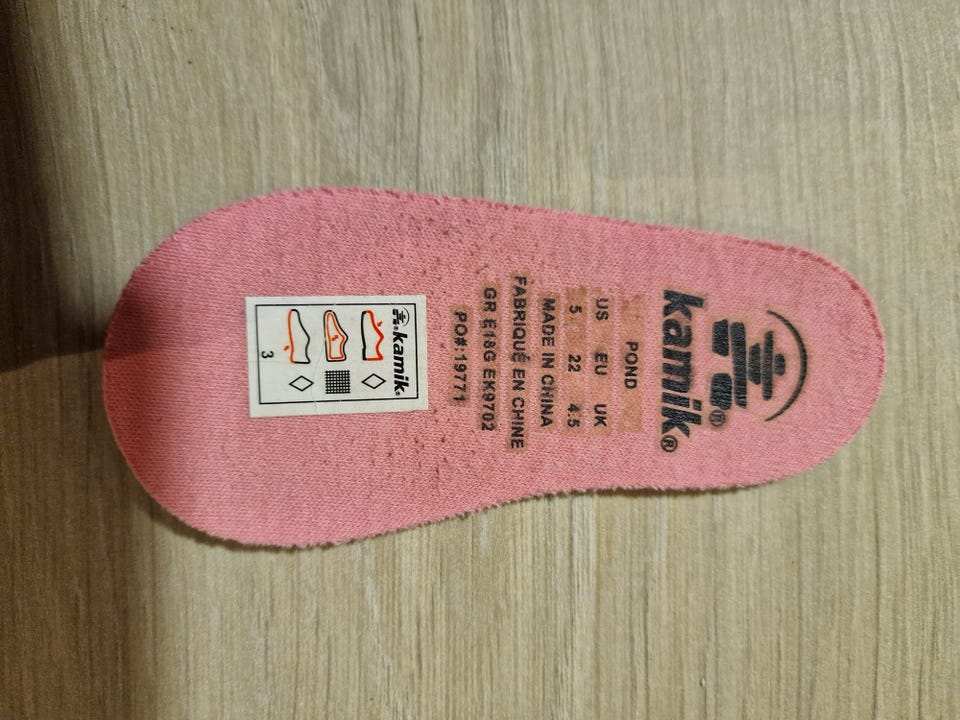 kamik®
POND
US EU UK
5 22 4.5
MADE IN CHINA
FABRIQUÉ EN CHINE
GR E18G EK9702
PO#:19771
kamik®
3